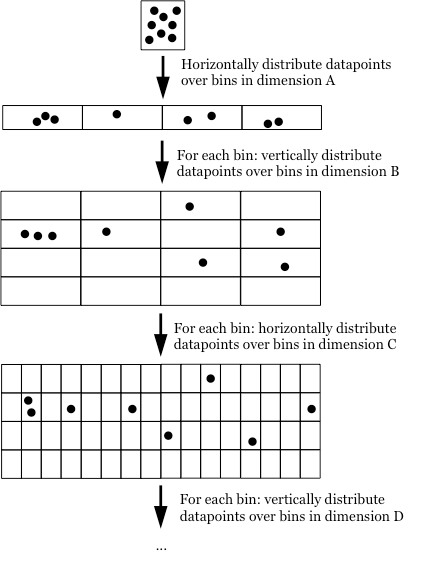 Horizontally distribute datapoints
over bins in dimension A
For each bin: vertically distribute
datapoints over bins in dimension B
For each bin: horizontally distribute
datapoints over bins in dimension C
For each bin: vertically distribute
datapoints over bins in dimension D
...